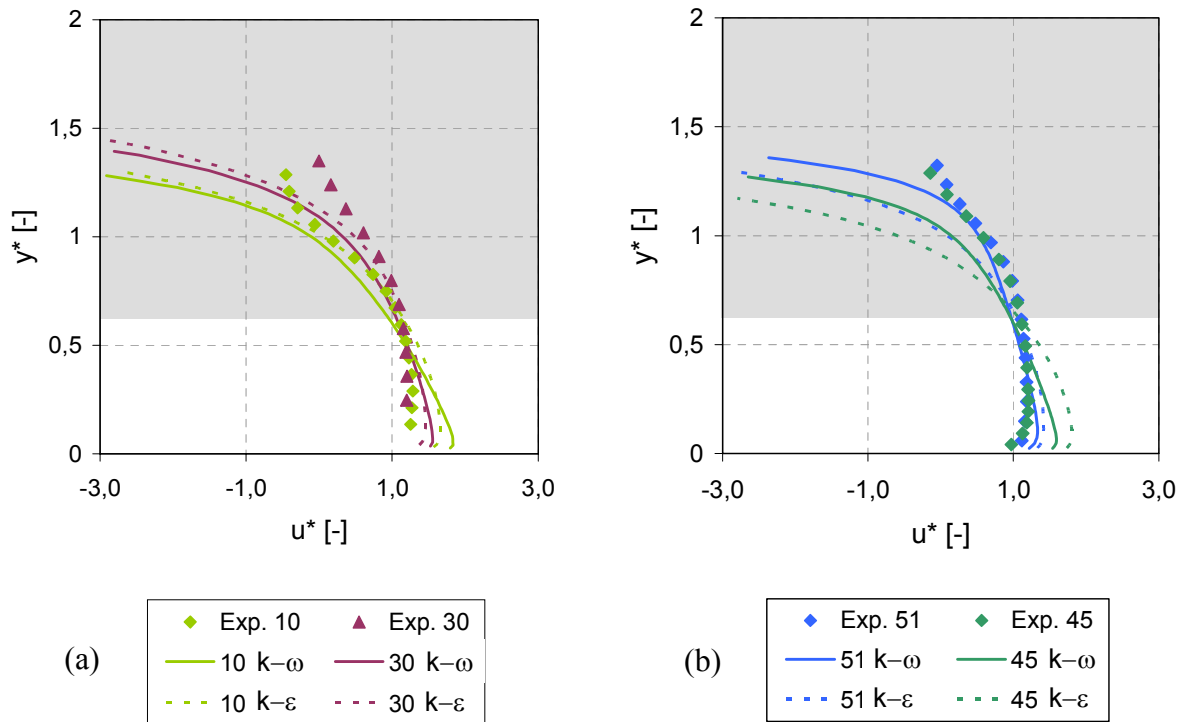 2
1,5
1
0,5
0
y* [-]
-3,0 -1,0 1,0 3,0
u* [-]
Exp. 10 Exp. 30
10 k−ω 30 k−ω
10 k−ε 30 k−ε
(a)
2
1,5
1
0,5
0
y* [-]
-3,0 -1,0 1,0 3,0
u* [-]
Exp. 51 Exp. 45
51 k−ω 45 k−ω
51 k−ε 45 k−ε
(b)